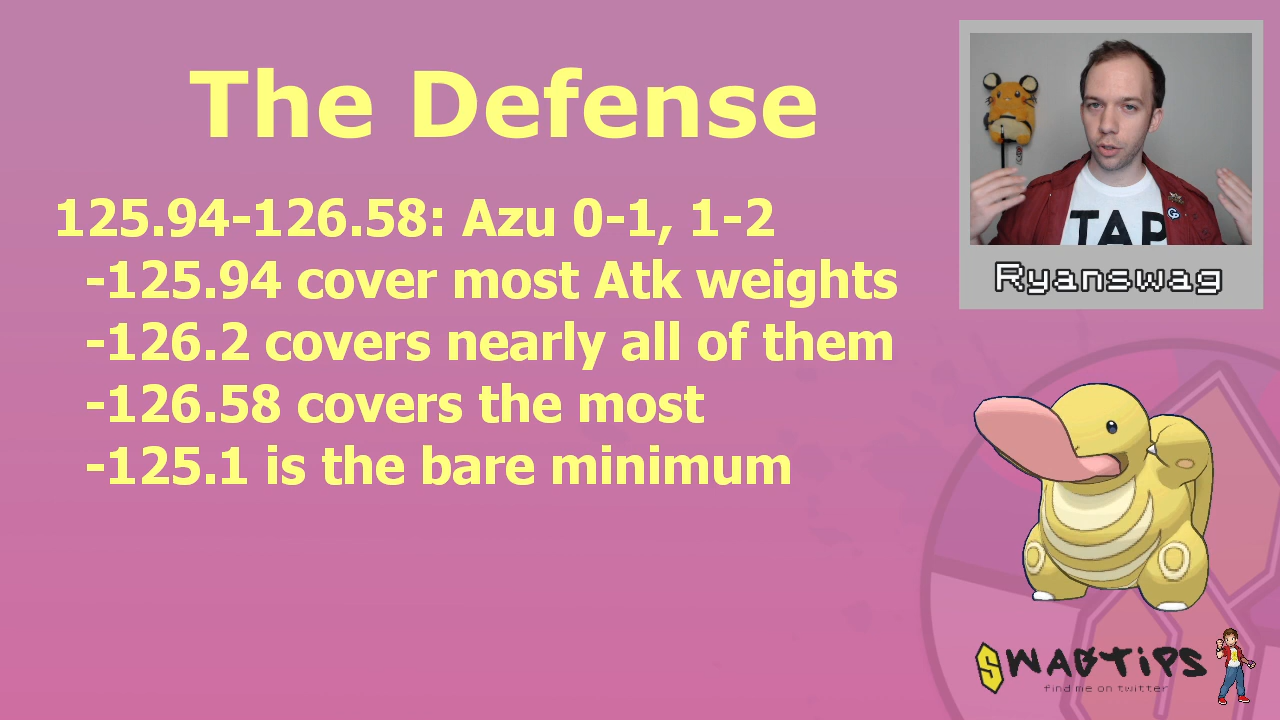 The Defense
125.94-126.58: Azu 0-1, 1-2
-125.94 cover most Atk weights
-126.2 covers nearly all of them
-126.58 covers the most
-125.1 is the bare minimum
TAP
Ryanswag
SWAGTIPS
find me on twitter